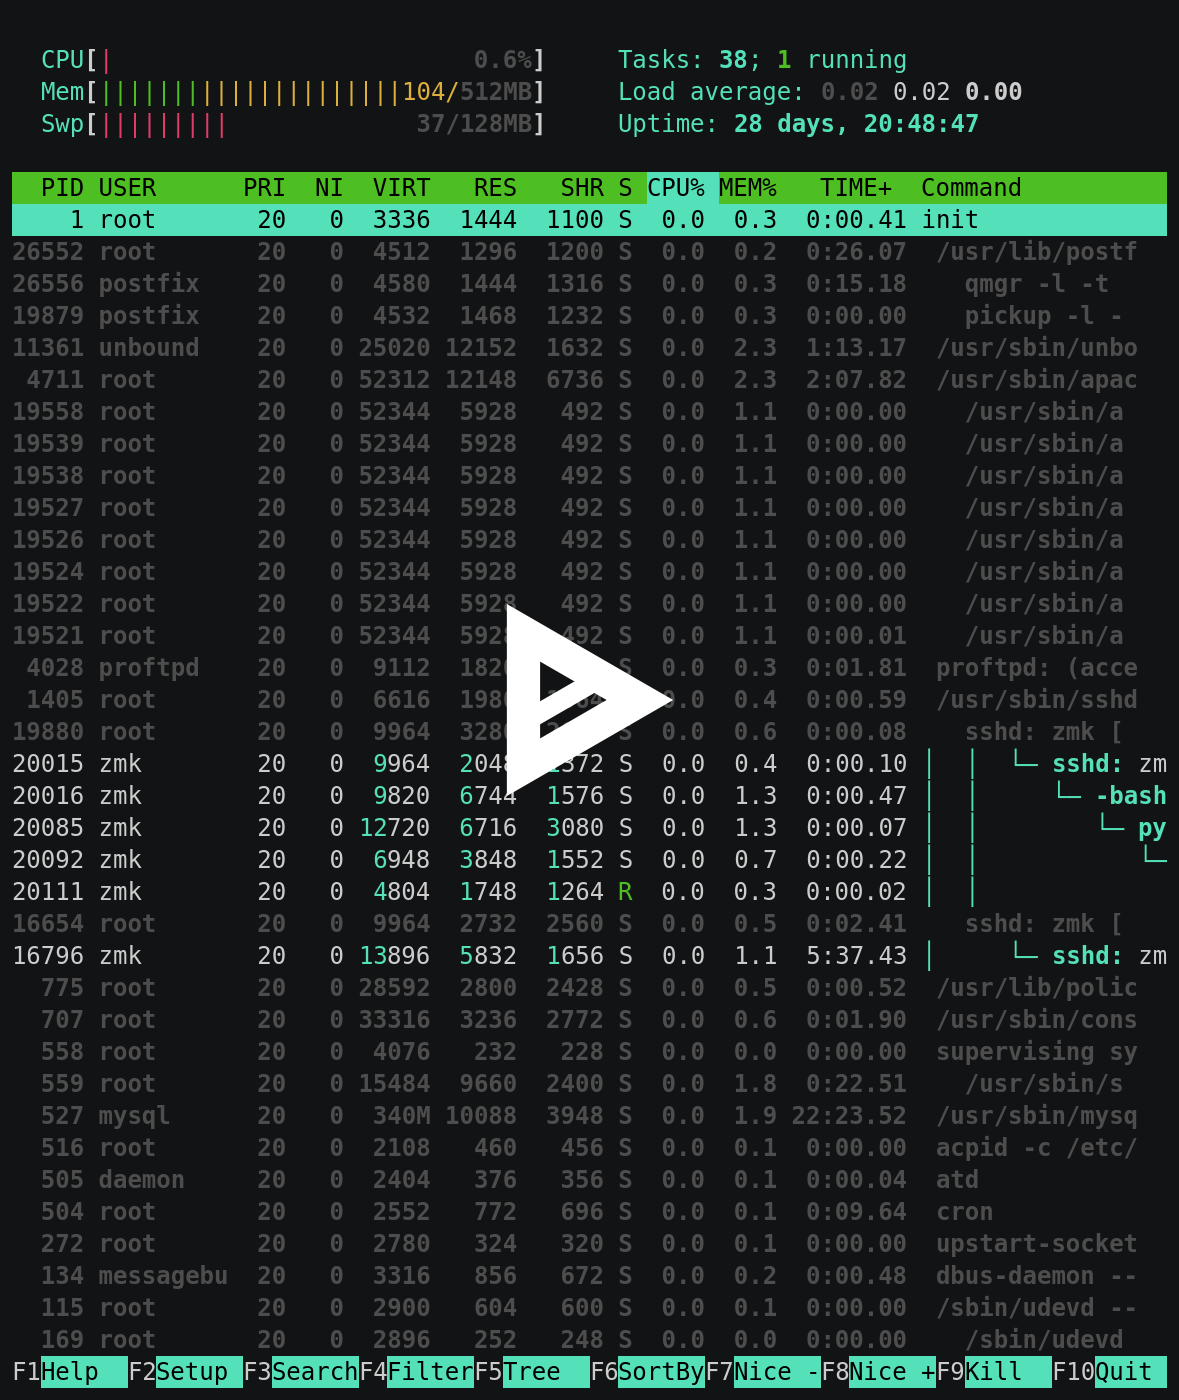 CPU[| 0.6%] Tasks: 38; 1 running
Mem[|||||||||||||||||||||104/512MB] Load average: 0.02 0.02 0.00
Swp[||||||||| 37/128MB] Uptime: 28 days, 20:48:47
PID USER PRI NI VIRT RES SHR S CPU% MEM% TIME+ Command
1 root 20 0 3336 1444 1100 S 0.0 0.3 0:00.41 init
26552 root 20 0 4512 1296 1200 S 0.0 0.2 0:26.07 /usr/lib/postf
26556 postfix 20 0 4580 1444 1316 S 0.0 0.3 0:15.18 qmgr -l -t
19879 postfix 20 0 4532 1468 1232 S 0.0 0.3 0:00.00 pickup -l -
11361 unbound 20 0 25020 12152 1632 S 0.0 2.3 1:13.17 /usr/sbin/unbo
4711 root 20 0 52312 12148 6736 S 0.0 2.3 2:07.82 /usr/sbin/apac
19558 root 20 0 52344 5928 492 S 0.0 1.1 0:00.00 /usr/sbin/a
19539 root 20 0 52344 5928 492 S 0.0 1.1 0:00.00 /usr/sbin/a
19538 root 20 0 52344 5928 492 S 0.0 1.1 0:00.00 /usr/sbin/a
19527 root 20 0 52344 5928 492 S 0.0 1.1 0:00.00 /usr/sbin/a
19526 root 20 0 52344 5928 492 S 0.0 1.1 0:00.00 /usr/sbin/a
19524 root 20 0 52344 5928 492 S 0.0 1.1 0:00.00 /usr/sbin/a
19522 root 20 0 52344 5928 492 S 0.0 1.1 0:00.00 /usr/sbin/a
19521 root 20 0 52344 5928 492 S 0.0 1.1 0:00.01 /usr/sbin/a
4028 proftpd 20 0 9112 1820 S 0.0 0.3 0:01.81 proftpd: (acce
1405 root 20 0 6616 1980 0.0 0.4 0:00.59 /usr/sbin/sshd
19880 root 20 0 9964 3280 S 0.0 0.6 0:00.08 sshd: zmk [
20015 zmk 20 0 9964 2048 1372 S 0.0 0.4 0:00.10 │ │ └─ sshd: zm
20016 zmk 20 0 9820 6744 1576 S 0.0 1.3 0:00.47 │ │ └─ -bash
20085 zmk 20 0 12720 6716 3080 S 0.0 1.3 0:00.07 │ │ └─ py
20092 zmk 20 0 6948 3848 1552 S 0.0 0.7 0:00.22 │ │ └─
20111 zmk 20 0 4804 1748 1264 R 0.0 0.3 0:00.02 │ │
16654 root 20 0 9964 2732 2560 S 0.0 0.5 0:02.41 sshd: zmk [
16796 zmk 20 0 13896 5832 1656 S 0.0 1.1 5:37.43 │ └─ sshd: zm
775 root 20 0 28592 2800 2428 S 0.0 0.5 0:00.52 /usr/lib/polic
707 root 20 0 33316 3236 2772 S 0.0 0.6 0:01.90 /usr/sbin/cons
558 root 20 0 4076 232 228 S 0.0 0.0 0:00.00 supervising sy
559 root 20 0 15484 9660 2400 S 0.0 1.8 0:22.51 /usr/sbin/s
527 mysql 20 0 340M 10088 3948 S 0.0 1.9 22:23.52 /usr/sbin/mysq
516 root 20 0 2108 460 456 S 0.0 0.1 0:00.00 acpid -c /etc/
505 daemon 20 0 2404 376 356 S 0.0 0.1 0:00.04 atd
504 root 20 0 2552 772 696 S 0.0 0.1 0:09.64 cron
272 root 20 0 2780 324 320 S 0.0 0.1 0:00.00 upstart-socket
134 messagebu 20 0 3316 856 672 S 0.0 0.2 0:00.48 dbus-daemon --
115 root 20 0 2900 604 600 S 0.0 0.1 0:00.00 /sbin/udevd --
169 root 20 0 2896 252 248 S 0.0 0.0 0:00.00 /sbin/udevd
F1Help F2Setup F3SearchF4FilterF5Tree F6SortByF7Nice -F8Nice +F9Kill F10Quit